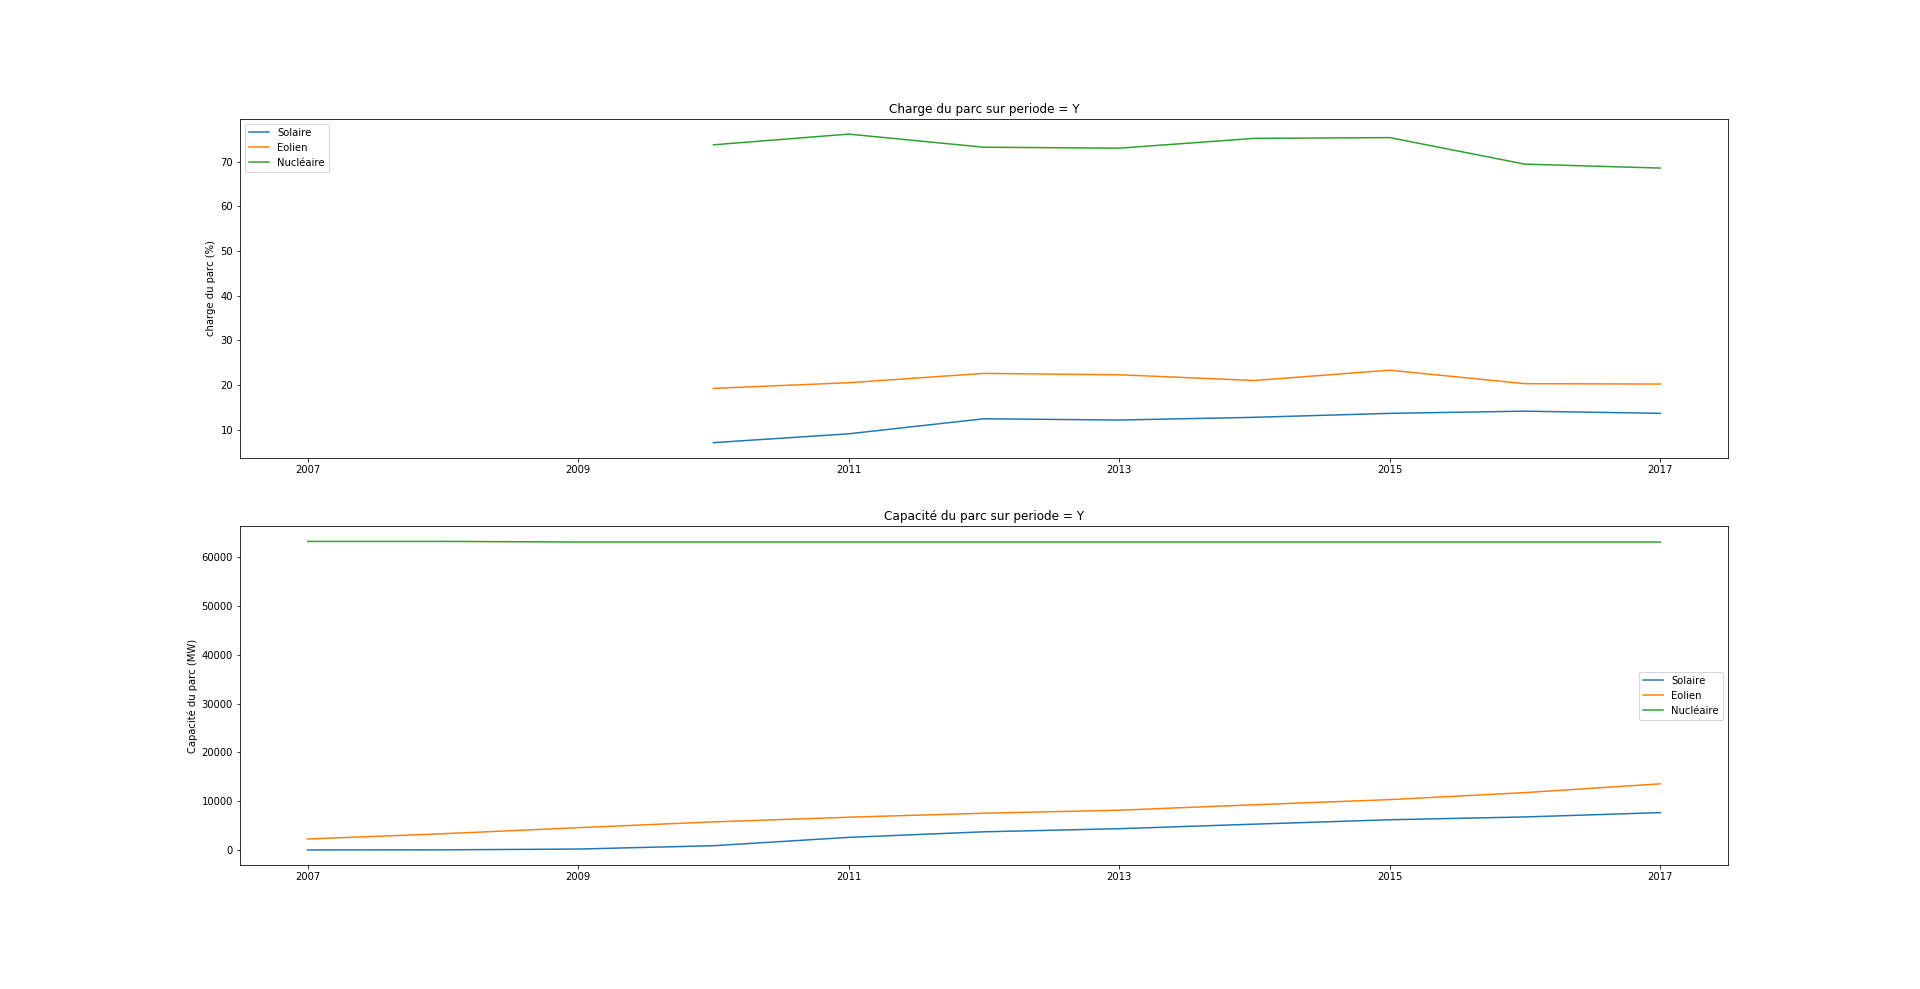 Charge du parc sur periode = Y
Solaire
Eolien
Nucléaire
charge du parc (%)
70
60
50
40
30
20
10
2007 2009 2011 2013 2015 2017
Capacité du parc sur periode = Y
Capacité du parc (MW)
60000
50000
40000
30000
20000
10000
0
Solaire
Eolien
Nucléaire
2007 2009 2011 2013 2015 2017